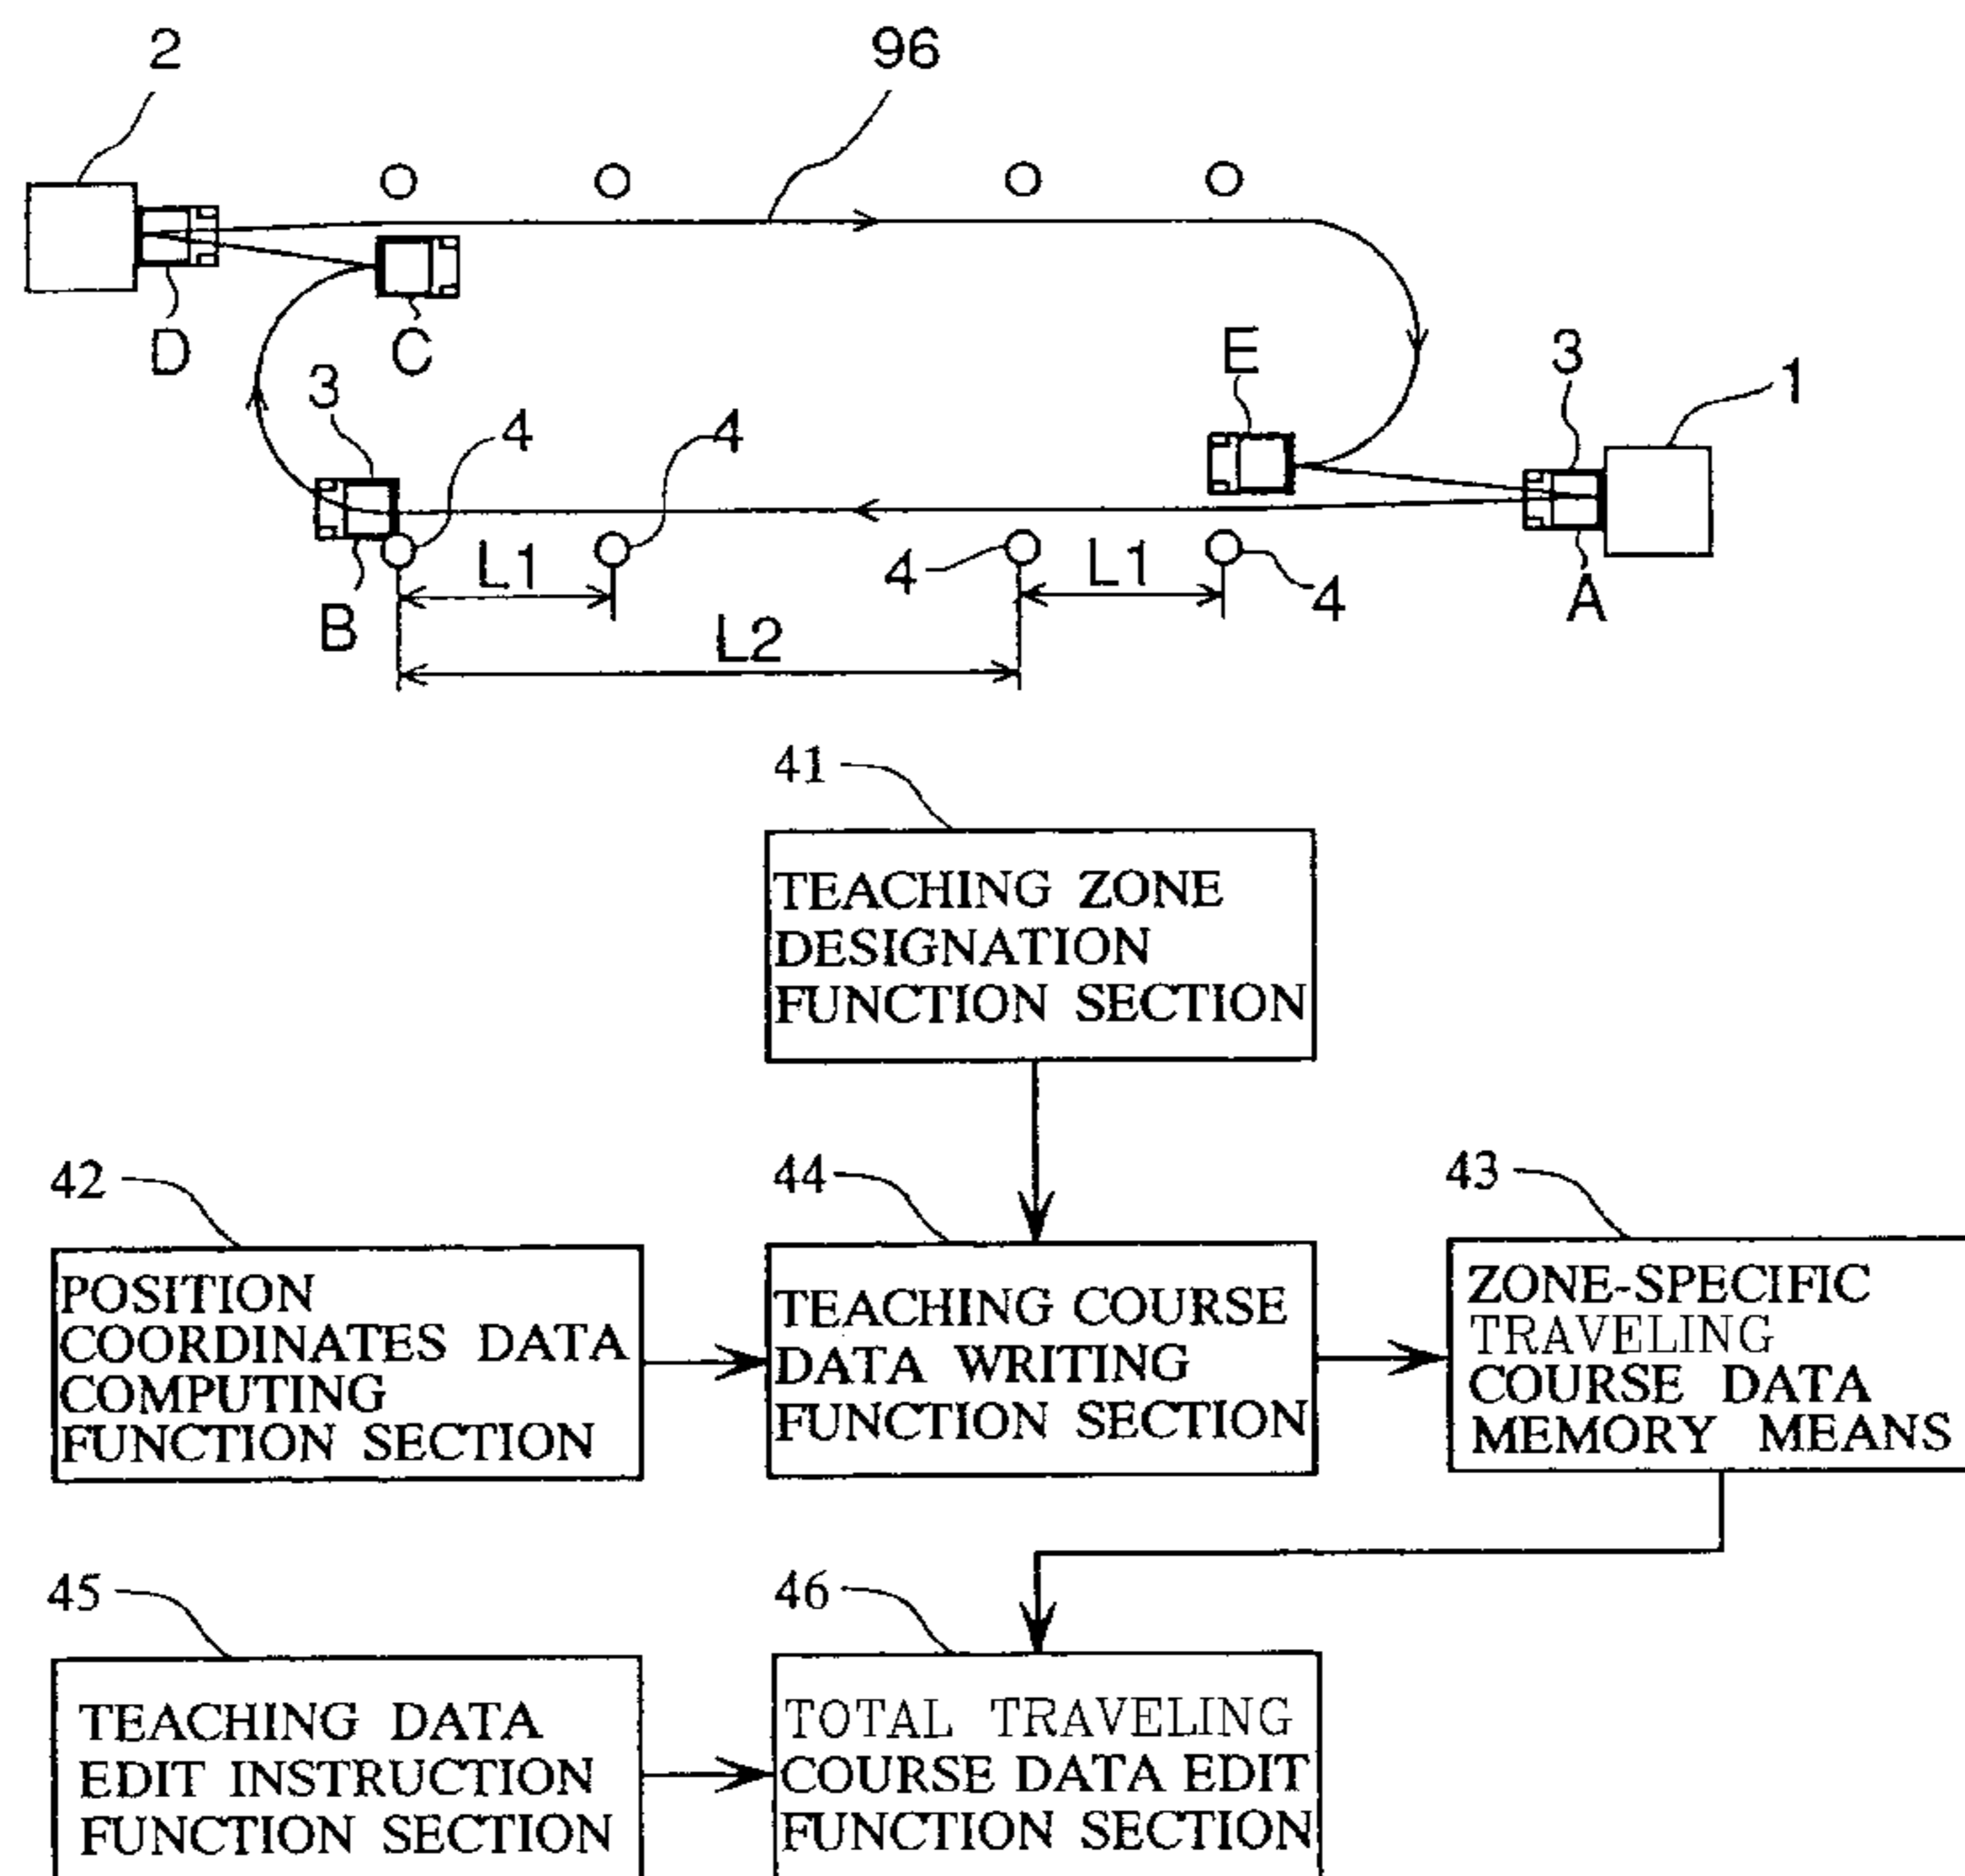 2
96
D
C
3
4
4
E
3
1
B
L1
L2
4
L1
4
A
41
TEACHING ZONE
DESIGNATION
FUNCTION SECTION
42
POSITION
COORDINATES DATA
COMPUTING
FUNCTION SECTION
44
TEACHING COURSE
DATA WRITING
FUNCTION SECTION
43
ZONE-SPECIFIC
TRAVELING
COURSE DATA
MEMORY MEANS
45
TEACHING DATA
EDIT INSTRUCTION
FUNCTION SECTION
46
TOTAL TRAVELING
COURSE DATA EDIT
FUNCTION SECTION